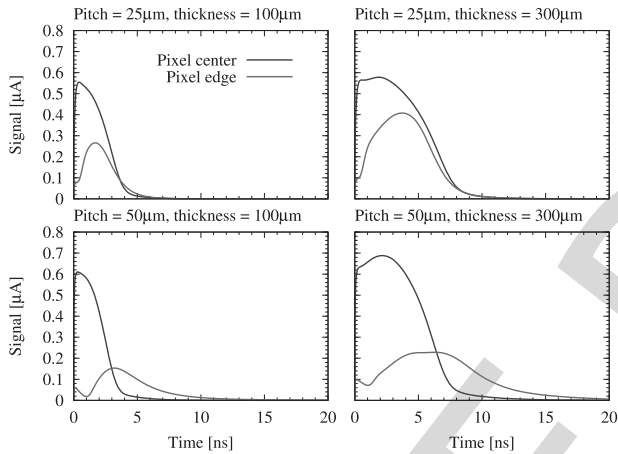 Pitch = 25μm, thickness = 100μm
Pitch = 25μm, thickness = 300μm
0.8
0.7
0.6
0.5
0.4
0.3
0.2
0.1
0
Signal [μA]
Pixel center
Pixel edge
Pitch = 50μm, thickness = 100μm
Pitch = 50μm, thickness = 300μm
0.8
0.7
0.6
0.5
0.4
0.3
0.2
0.1
0
Signal [μA]
0 5 10 15 20
0 5 10 15 20
Time [ns]
Time [ns]